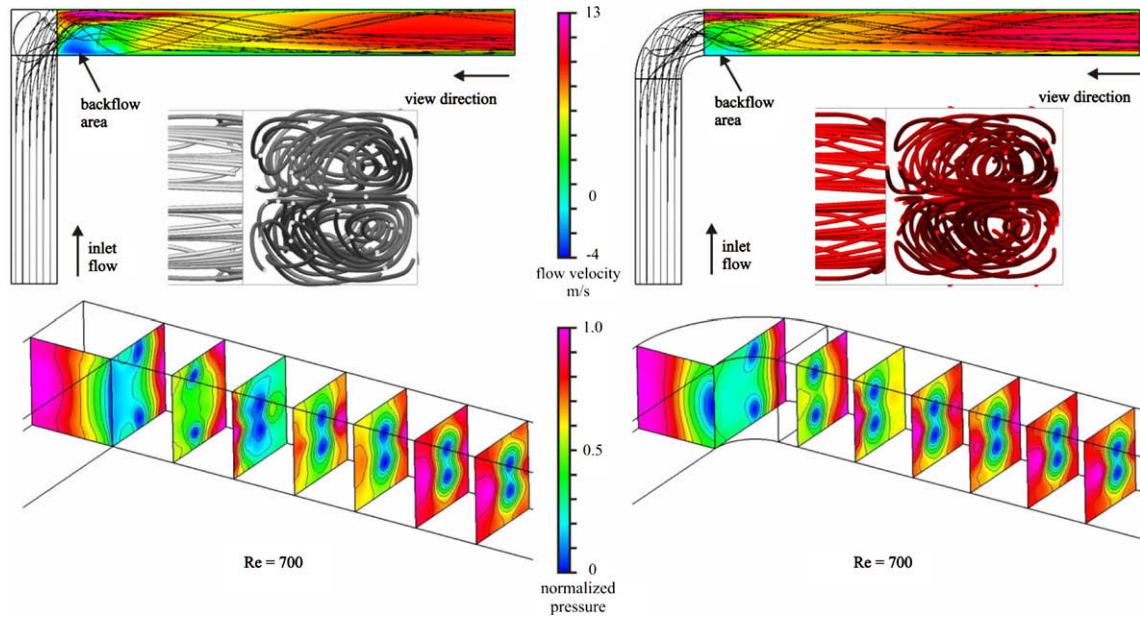 backflow
area
view direction
inlet
flow
13
0
-4
flow velocity
m/s
backflow
area
view direction
inlet
flow
1.0
0.5
0
normalized
pressure
Re = 700
Re = 700